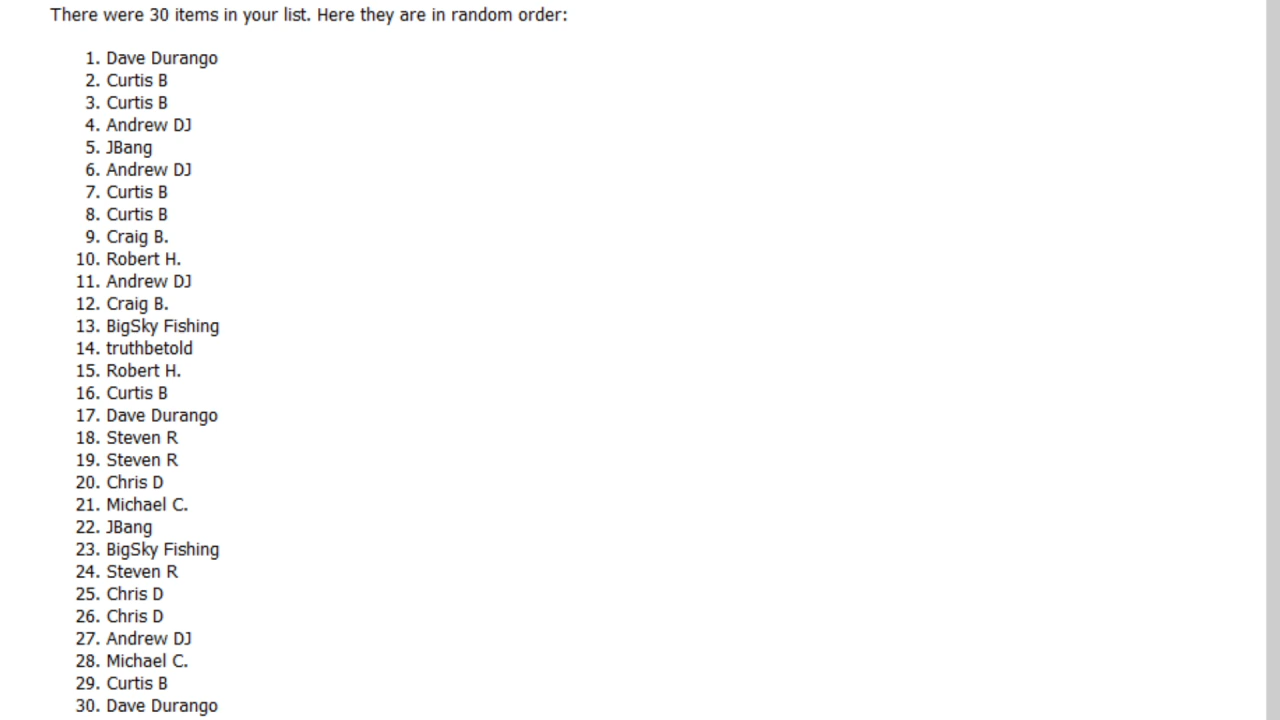 There were 30 items in your list. Here they are in random order:
1. Dave Durango
2. Curtis B
3. Curtis B
4. Andrew DJ
5. JBang
6. Andrew DJ
7. Curtis B
8. Curtis B
9. Craig B.
10. Robert H.
11. Andrew DJ
12. Craig B.
13. BigSky Fishing
14. truthbetold
15. Robert H.
16. Curtis B
17. Dave Durango
18. Steven R
19. Steven R
20. Chris D
21. Michael C.
22. JBang
23. BigSky Fishing
24. Steven R
25. Chris D
26. Chris D
27. Andrew DJ
28. Michael C.
29. Curtis B
30. Dave Durango